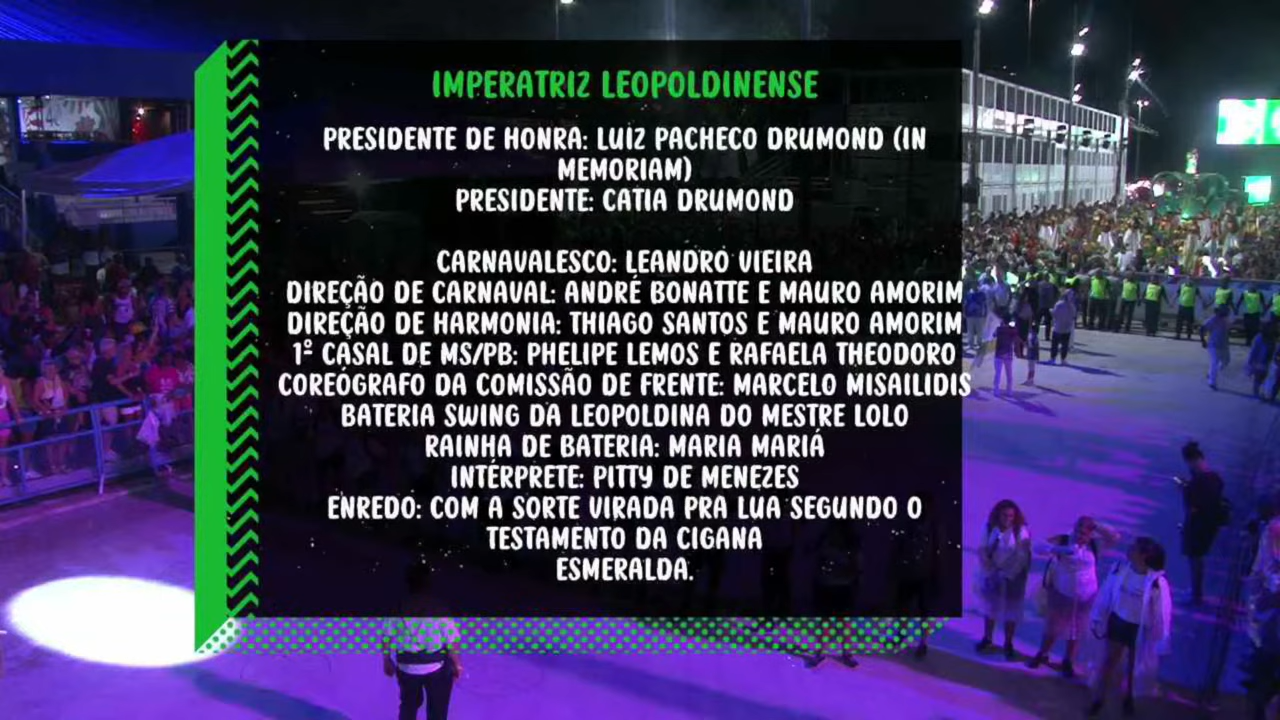 IMPERATRIZ LEOPOLDINENSE
PRESIDENTE DE HONRA: LUIZ PACHECO DRUMOND (IN
MEMORIAM)
PRESIDENTE: CATIA DRUMOND
CARNAVALESCO: LEANDRO VIEIRA
DIREÇÃO DE CARNAVAL: ANDRÉ BONATTE E MAURO AMORIM
DIREÇÃO DE HARMONIA: THIAGO SANTOS E MAURO AMORIM
1º CASAL DE MS/PB: PHELIPE LEMOS E RAFAELA THEODORO
COREÓGRAFO DA COMISSÃO DE FRENTE: MARCELO MISAILIDIS
BATERIA SWING DA LEOPOLDINA DO MESTRE LOLO
RAINHA DE BATERIA: MARIA MARIÁ
INTÉRPRETE: PITTY DE MENEZES
ENREDO: COM A SORTE VIRADA PRA LUA SEGUNDO O
TESTAMENTO DA CIGANA
ESMERALDA.